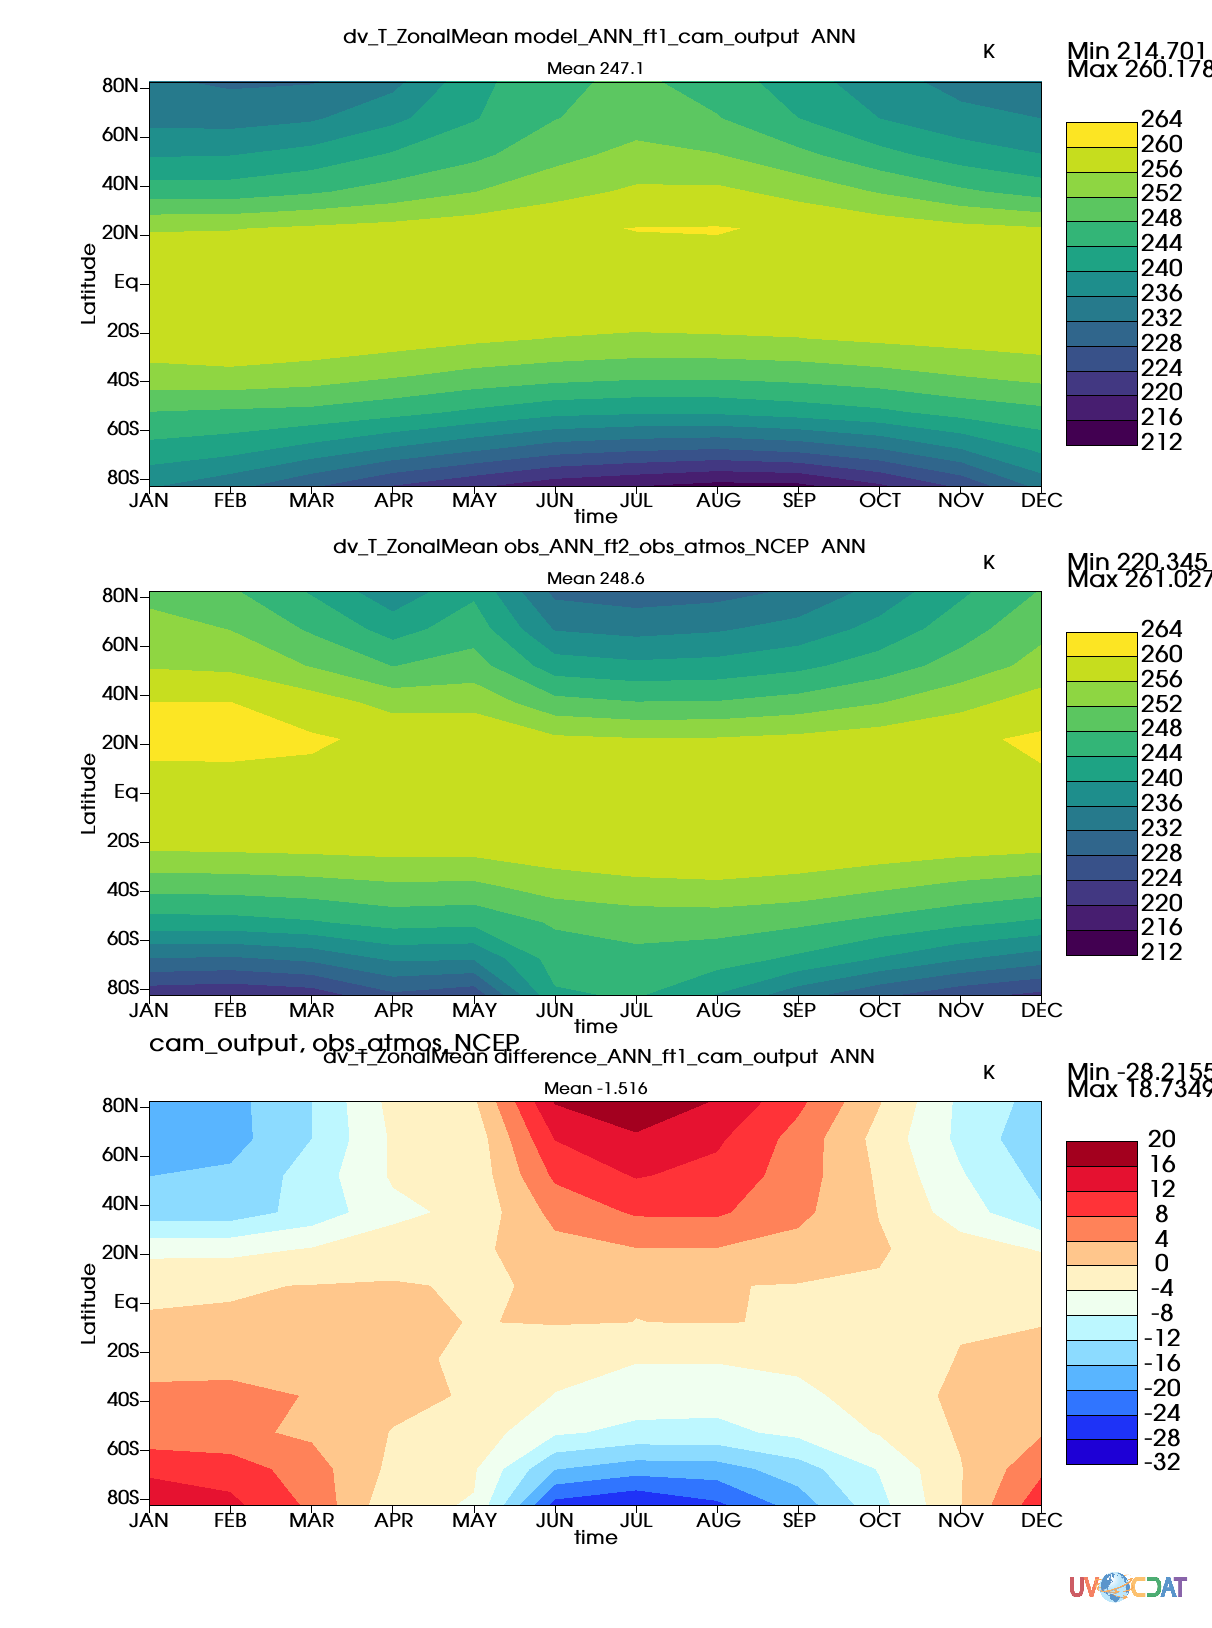 dv_T_ZonalMean model_ANN_ft1_cam_output  ANN
Mean 247.1
K
Min 214.701
Max 260.178
80N
60N
40N
20N
Eq
20S
40S
60S
80S
Latitude
JAN FEB MAR APR MAY JUN JUL AUG SEP OCT NOV DEC
time
264
260
256
252
248
244
240
236
232
228
224
220
216
212
dv_T_ZonalMean obs_ANN_ft2_obs_atmos_NCEP  ANN
Mean 248.6
K
Min 220.345
Max 261.027
80N
60N
40N
20N
Eq
20S
40S
60S
80S
Latitude
JAN FEB MAR APR MAY JUN JUL AUG SEP OCT NOV DEC
time
264
260
256
252
248
244
240
236
232
228
224
220
216
212
cam_output, obs_atmos_NCEP
dv_T_ZonalMean difference_ANN_ft1_cam_output  ANN
Mean -1.516
K
Min -28.2155
Max 18.7349
80N
60N
40N
20N
Eq
20S
40S
60S
80S
Latitude
JAN FEB MAR APR MAY JUN JUL AUG SEP OCT NOV DEC
time
20
16
12
8
4
0
-4
-8
-12
-16
-20
-24
-28
-32
UV CDAT